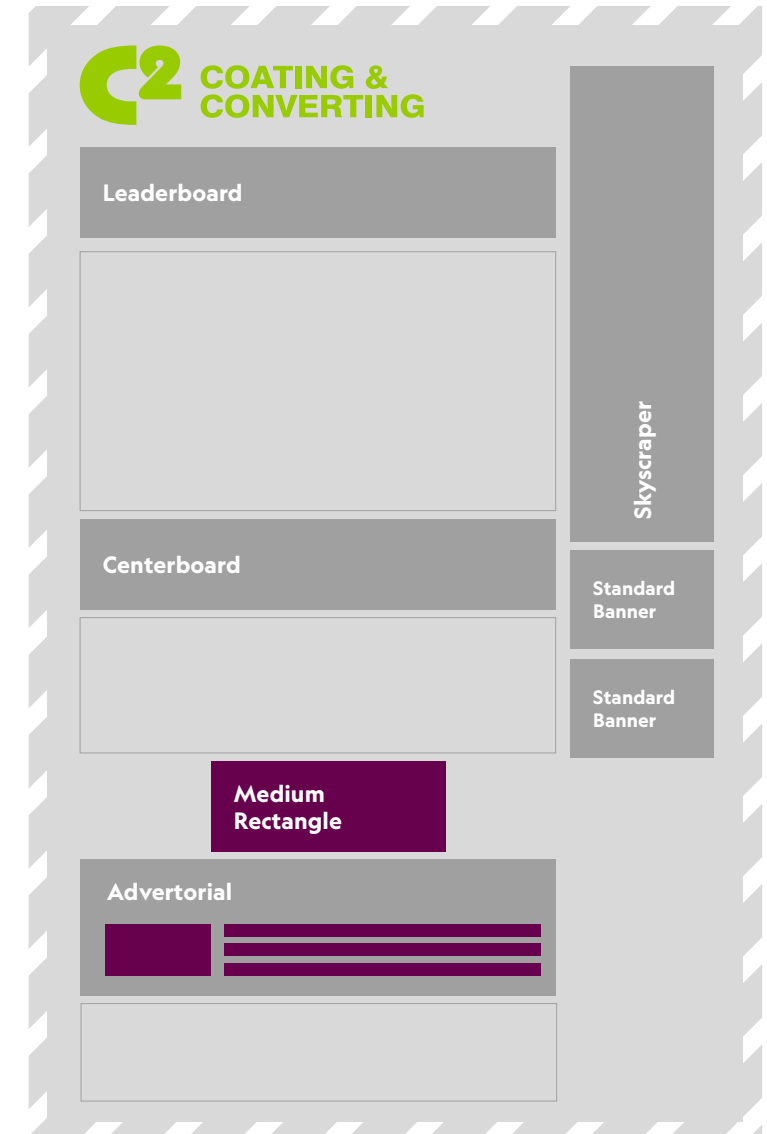 C2 COATING &
CONVERTING
Leaderboard
Skyscraper
Centerboard
Standard
Banner
Standard
Banner
Medium
Rectangle
Advertorial